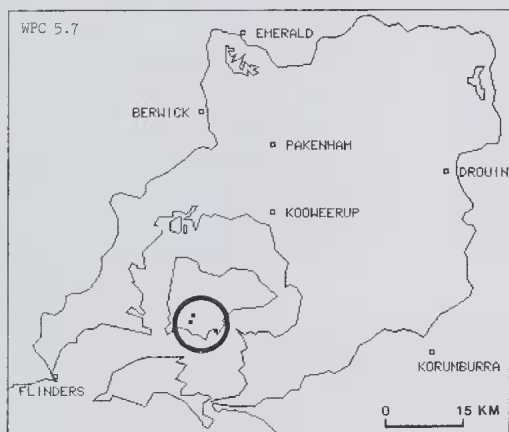 WPC 5.7
EMERALD
BERWICK
PAKENHAM
DROUIN
KOOWEERUP
KORUMBURRA
FLINDERS
0 15 KM